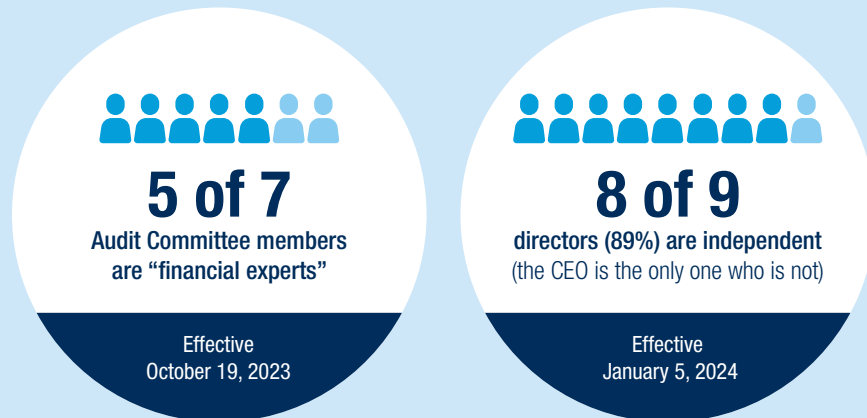 5 of 7
Audit Committee members
are “financial experts”
Effective
October 19, 2023
8 of 9
directors (89%) are independent
(the CEO is the only one who is not)
Effective
January 5, 2024